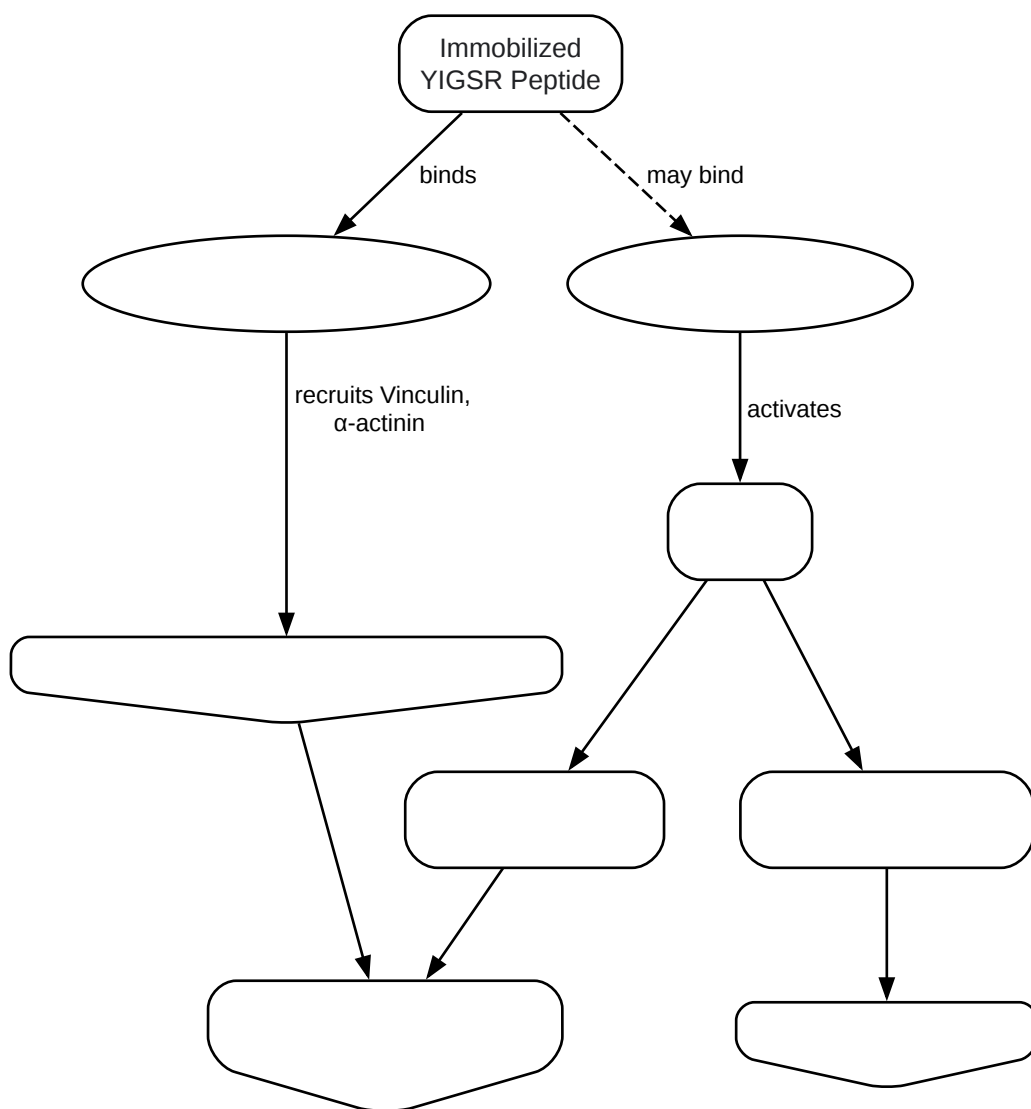 Immobilized
YIGSR Peptide
binds
may bind
recruits Vinculin,
α-actinin
activates